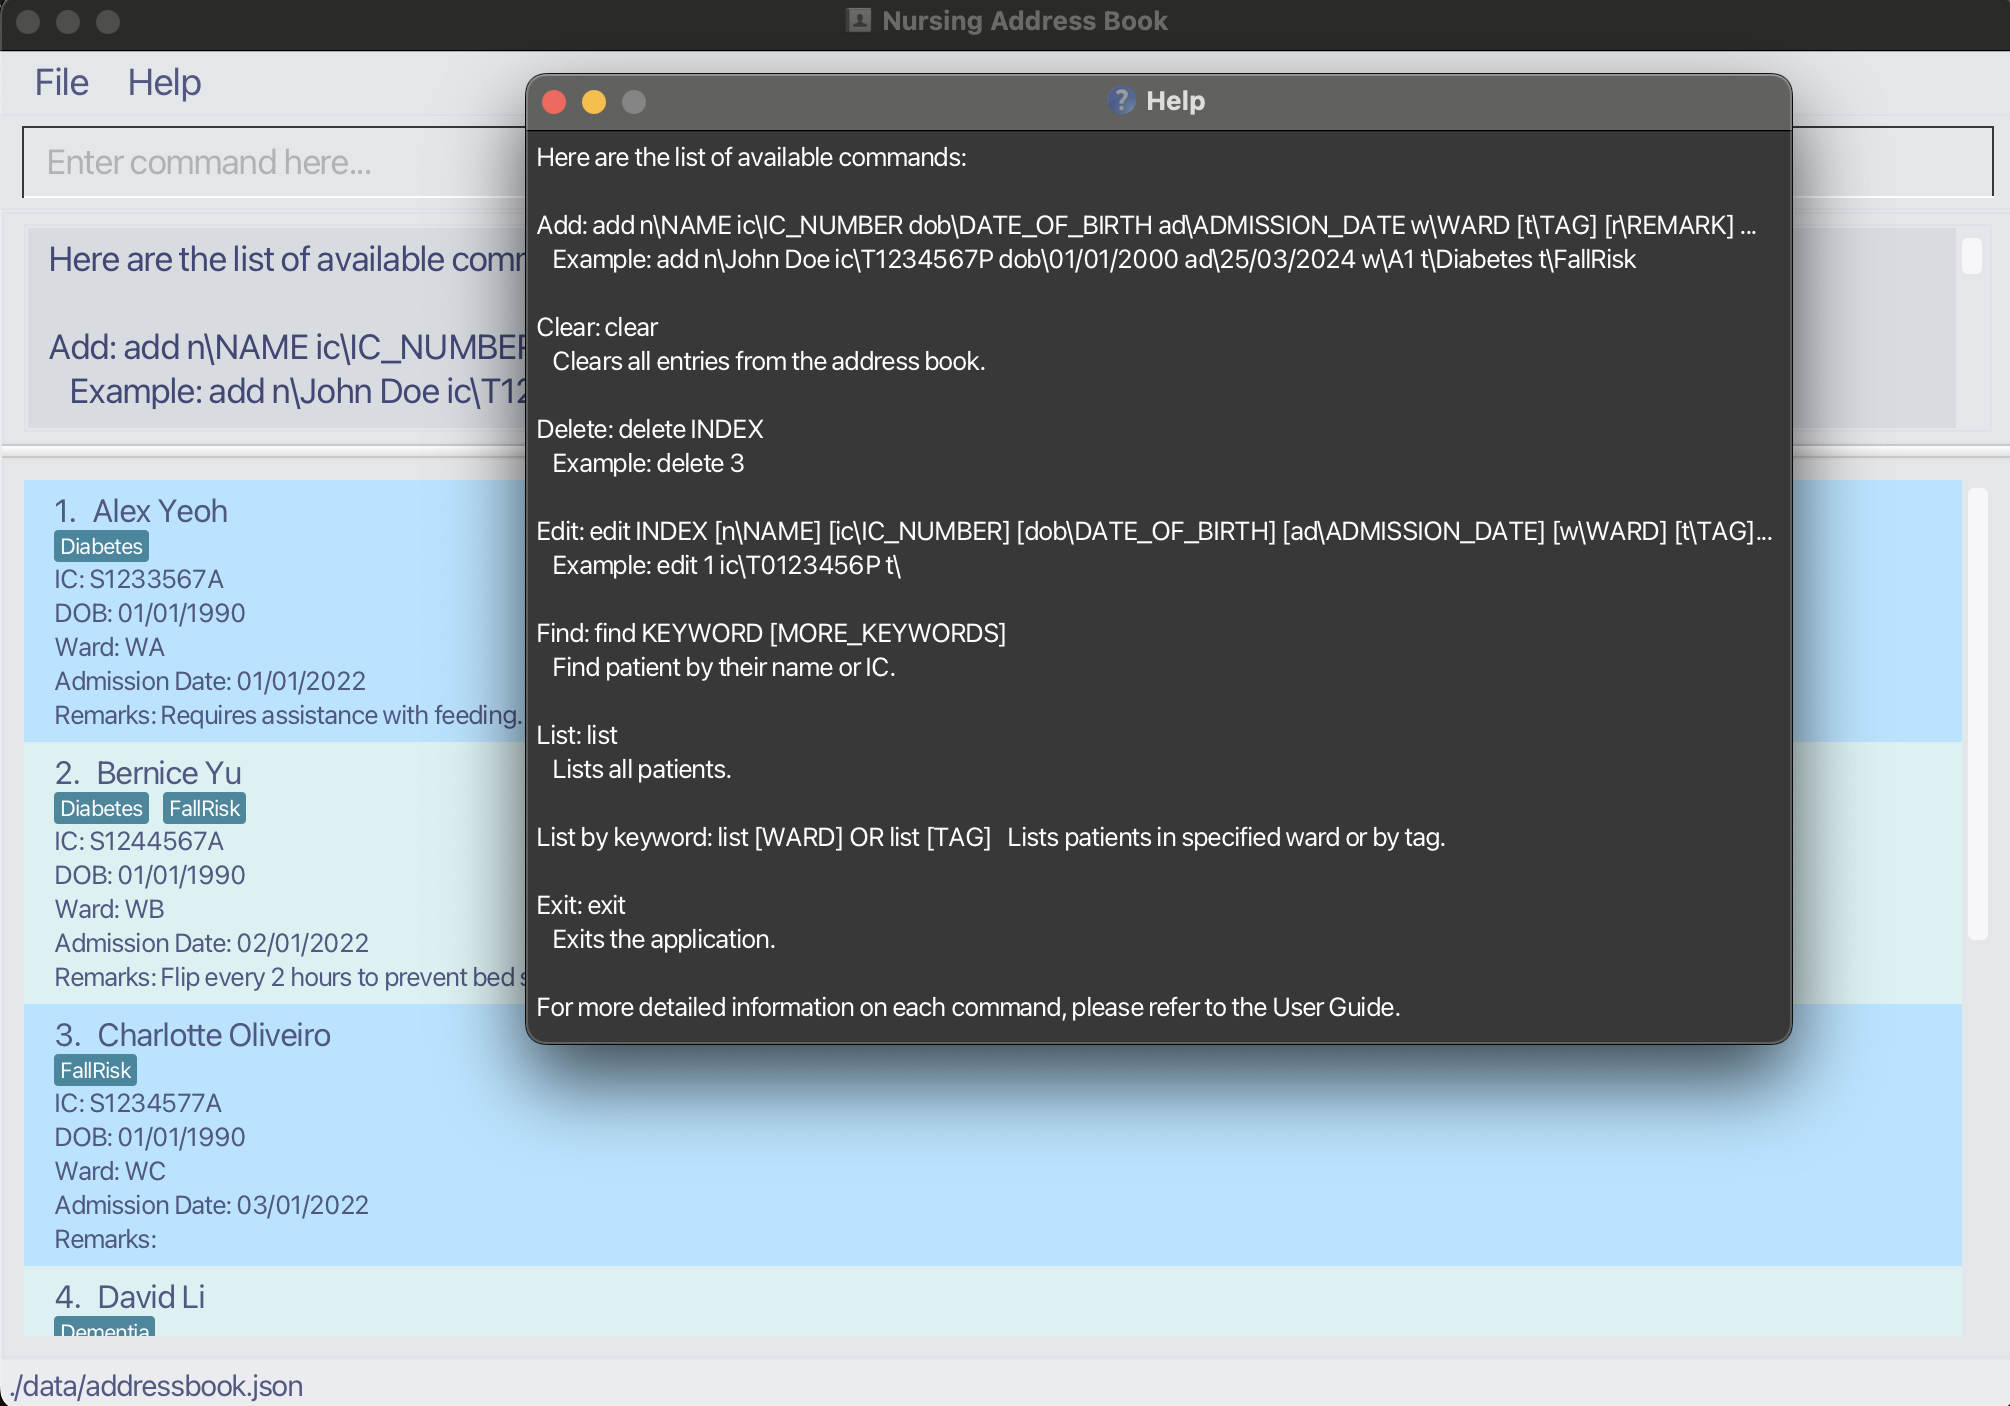 Nursing Address Book
File Help
Enter command here...
Here are the list of available comm
Add: add n\NAME ic\IC_NUMBER
Example: add n\John Doe ic\T12
1. Alex Yeoh
Diabetes
IC: S1233567A
DOB: 01/01/1990
Ward: WA
Admission Date: 01/01/2022
Remarks: Requires assistance with feeding.
2. Bernice Yu
Diabetes FallRisk
IC: S1244567A
DOB: 01/01/1990
Ward: WB
Admission Date: 02/01/2022
Remarks: Flip every 2 hours to prevent bed s
3. Charlotte Oliveiro
FallRisk
IC: S1234577A
DOB: 01/01/1990
Ward: WC
Admission Date: 03/01/2022
Remarks:
4. David Li
Dementia
./data/addressbook.json
Help
Here are the list of available commands:
Add: add n\NAME ic\IC_NUMBER dob\DATE_OF_BIRTH ad\ADMISSION_DATE w\WARD [t\TAG] [r\REMARK] ...
Example: add n\John Doe ic\T1234567P dob\01/01/2000 ad\25/03/2024 w\A1 t\Diabetes t\FallRisk
Clear: clear
Clears all entries from the address book.
Delete: delete INDEX
Example: delete 3
Edit: edit INDEX [n\NAME] [ic\IC_NUMBER] [dob\DATE_OF_BIRTH] [ad\ADMISSION_DATE] [w\WARD] [t\TAG]...
Example: edit 1 ic\T0123456P t\
Find: find KEYWORD [MORE_KEYWORDS]
Find patient by their name or IC.
List: list
Lists all patients.
List by keyword: list [WARD] OR list [TAG] Lists patients in specified ward or by tag.
Exit: exit
Exits the application.
For more detailed information on each command, please refer to the User Guide.